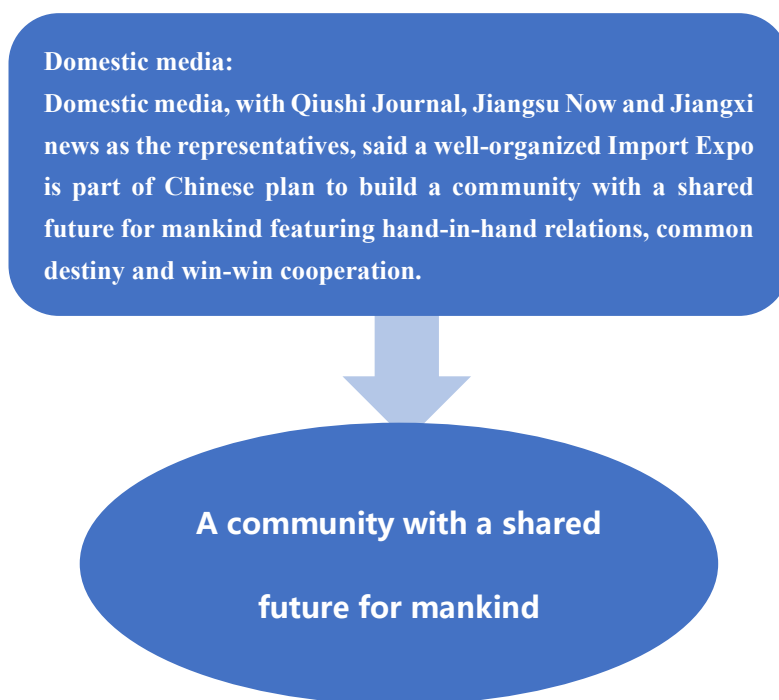 Domestic media:
Domestic media, with Qiushi Journal, Jiangsu Now and Jiangxi
news as the representatives, said a well-organized Import Expo
is part of Chinese plan to build a community with a shared
future for mankind featuring hand-in-hand relations, common
destiny and win-win cooperation.
A community with a shared
future for mankind